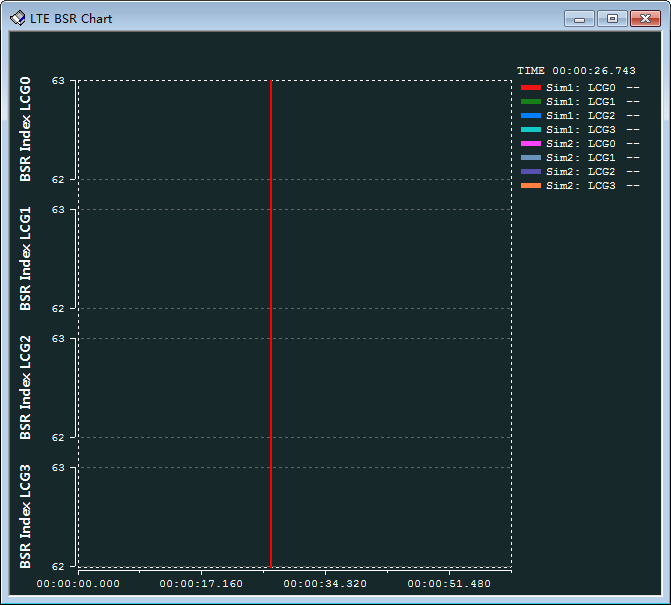 LTE BSR Chart
TIME 00:00:26.743
Sim1: LCG0 --
Sim1: LCG1 --
Sim1: LCG2 --
Sim1: LCG3 --
Sim2: LCG0 --
Sim2: LCG1 --
Sim2: LCG2 --
Sim2: LCG3 --
BSR Index LCG0
63
62
BSR Index LCG1
63
62
BSR Index LCG2
63
62
BSR Index LCG3
63
62
00:00:00.000 00:00:17.160 00:00:34.320 00:00:51.480